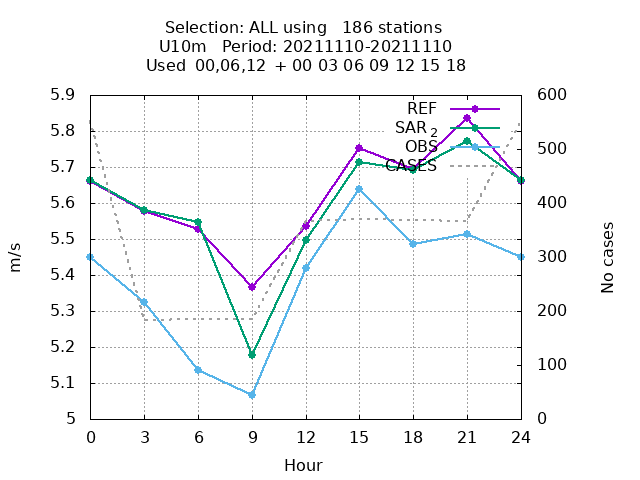 Selection: ALL using   186 stations
U10m   Period: 20211110-20211110
Used  00,06,12  + 00 03 06 09 12 15 18
REF
SAR 2
OBS
CASES
5.9
5.8
5.7
5.6
5.5
5.4
5.3
5.2
5.1
5
600
500
400
300
200
100
0
m/s
No cases
0 3 6 9 12 15 18 21 24
Hour